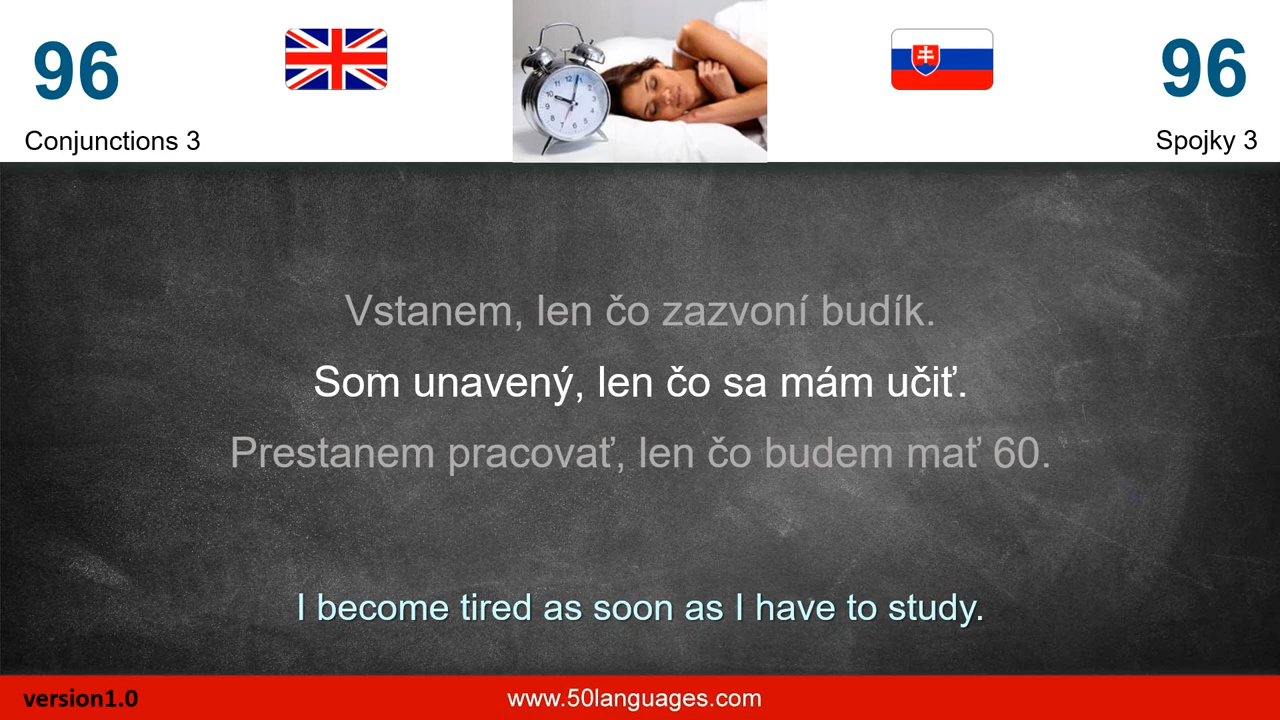 96
96
Conjunctions 3
Spojky 3
Vstanem, len čo zazvoní budík.
Som unavený, len čo sa mám učiť.
Prestanem pracovať, len čo budem mať 60.
I become tired as soon as I have to study.
version1.0
www.50languages.com